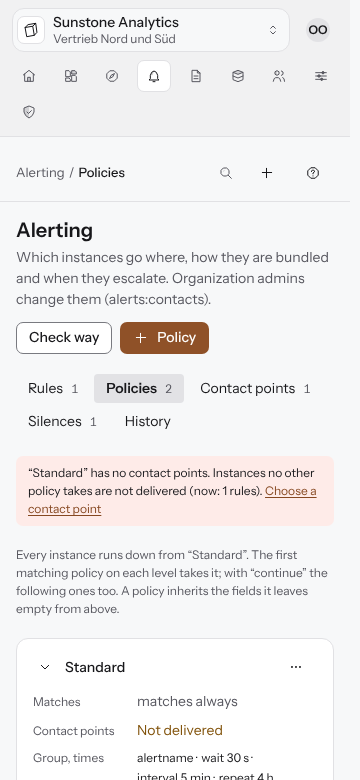 Sunstone Analytics
Vertrieb Nord und Süd
OO
Alerting / Policies
Alerting
Which instances go where, how they are bundled
and when they escalate. Organization admins
change them (alerts:contacts).
Check way
+ Policy
Rules 1 Policies 2 Contact points 1
Silences 1 History
“Standard” has no contact points. Instances no other
policy takes are not delivered (now: 1 rules). Choose a
contact point
Every instance runs down from “Standard”. The first
matching policy on each level takes it; with “continue” the
following ones too. A policy inherits the fields it leaves
empty from above.
Standard
Matches matches always
Contact points Not delivered
Group, times alertname · wait 30 s ·
interval 5 min · repeat 4 h